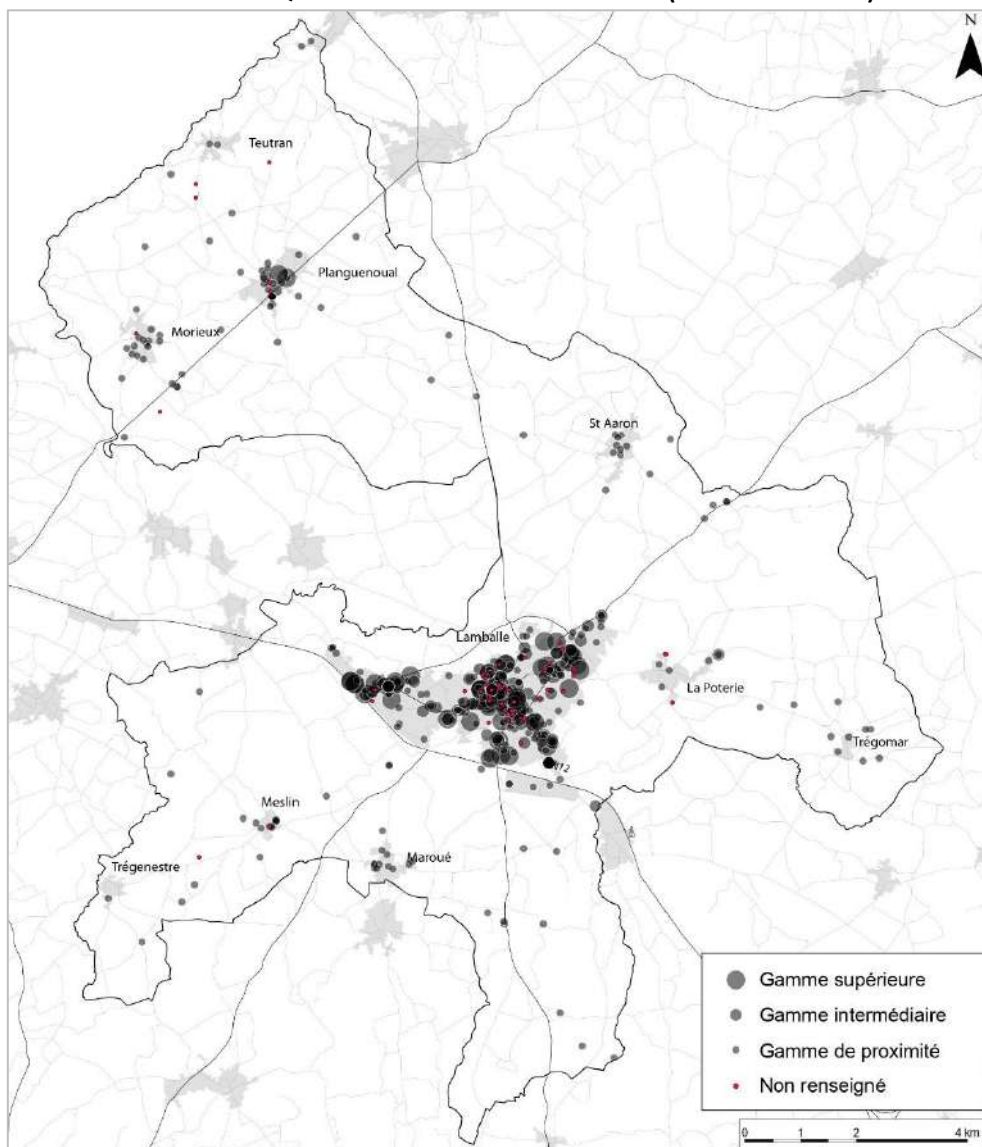 N
Teutran
Planguenoual
Morieux
St Aaron
Lamballe
La Poterie
Trégomar
Meslin
Maroué
Trégenestre
Gamme supérieure
Gamme intermédiaire
Gamme de proximité
Non renseigné
0 1 2 4 km